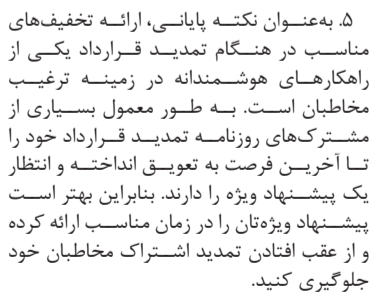 ۵. به‌عنوان نکته پایانی، ارائه تخفیف‌های
مناسب در هنگام تمدید قرارداد یکی از
راهکارهای هوشمندانه در زمینه ترغیب
مخاطبان است. به طور معمول بسیاری از
مشترک‌های روزنامه تمدید قرارداد خود را
تا آخرین فرصت به تعویق انداخته و انتظار
یک پیشنهاد ویژه را دارند. بنابراین بهتر است
پیشنهاد ویژه‌تان را در زمان مناسب ارائه کرده
و از عقب افتادن تمدید اشتراک مخاطبان خود
جلوگیری کنید.